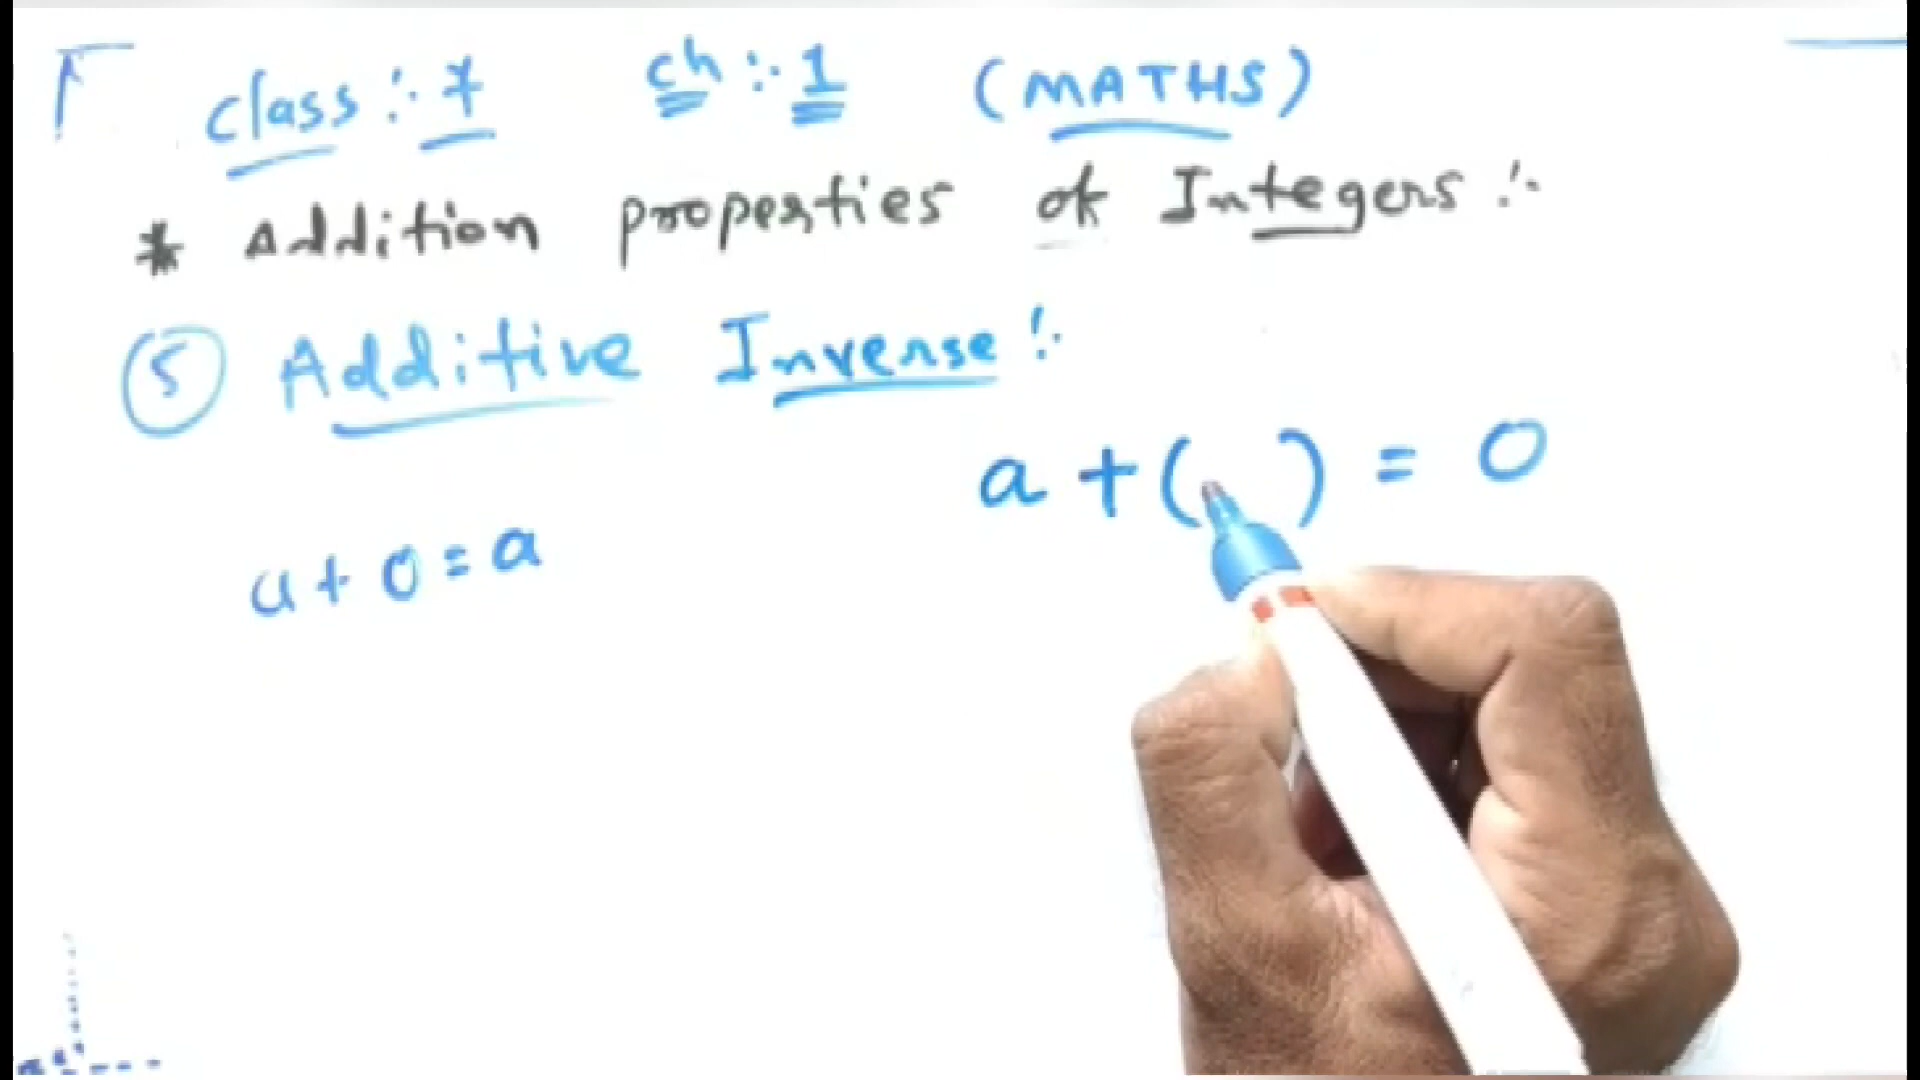 class : 7 ch : 1 (MATHS)
* Addition properties of Integers :
5 Additive Inverse :
a + ( ) = 0
a + 0 = a